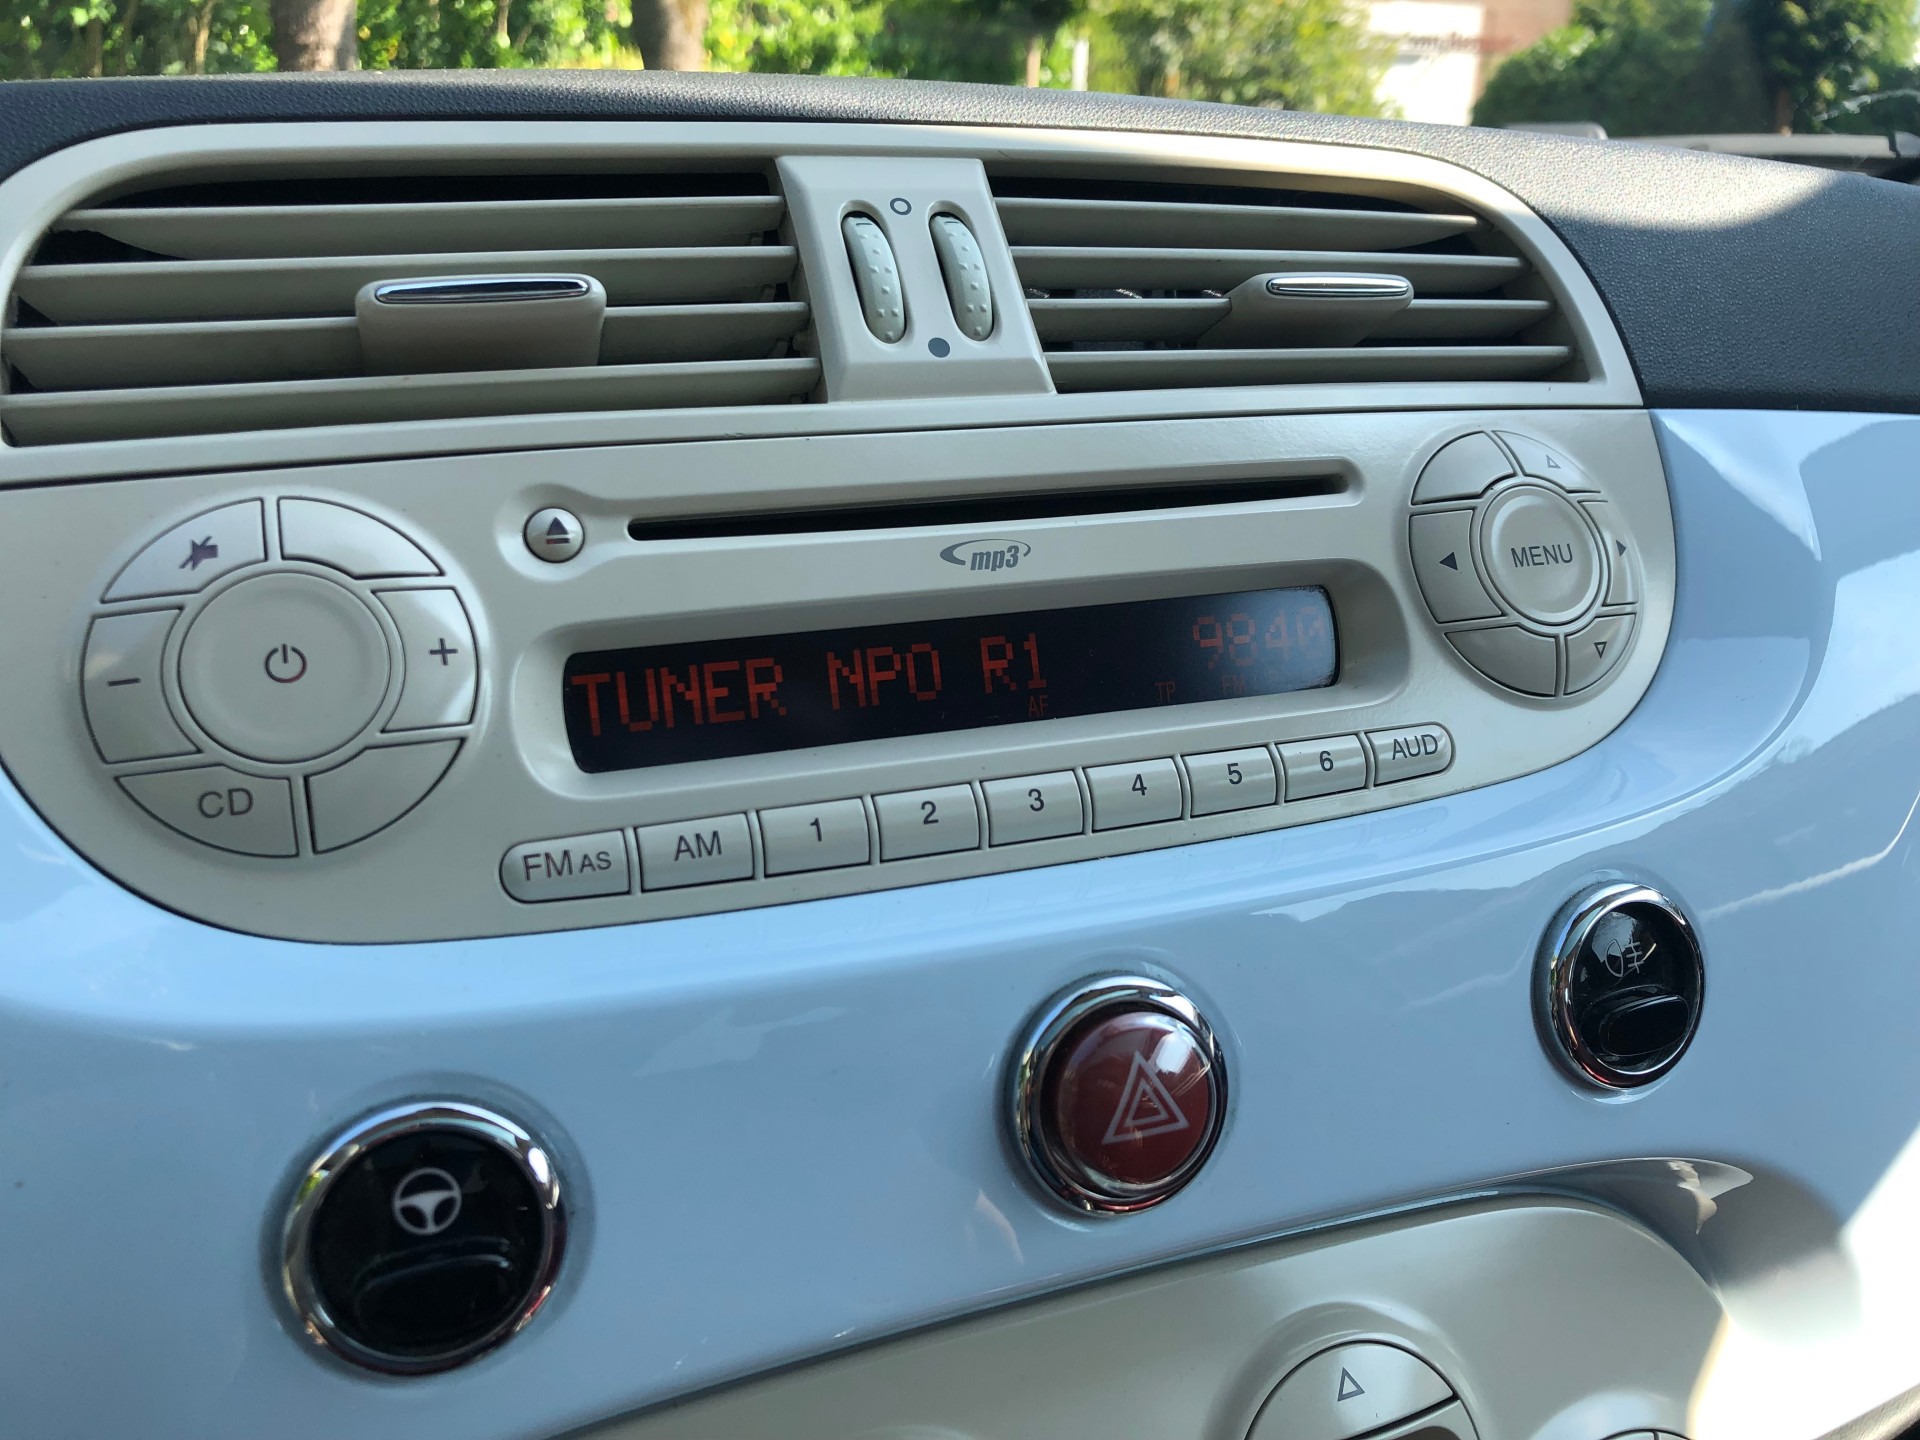 mp3
MENU
TUNER NPO R1 9840
AF TP FM
CD
FM AS AM 1 2 3 4 5 6 AUD